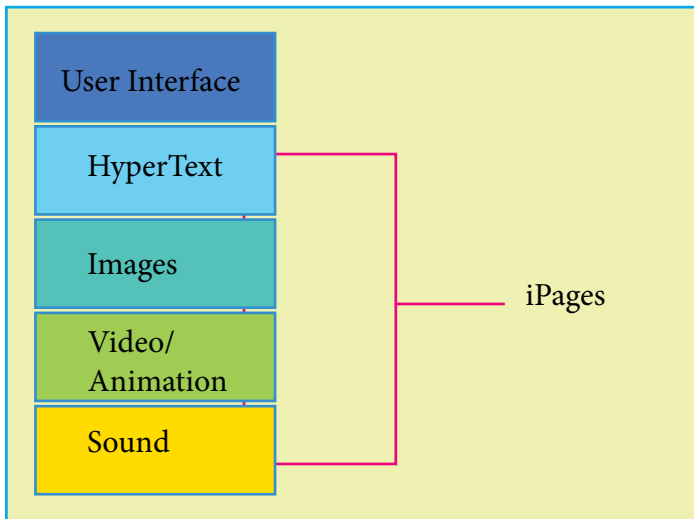 User Interface
HyperText
Images
iPages
Video/
Animation
Sound